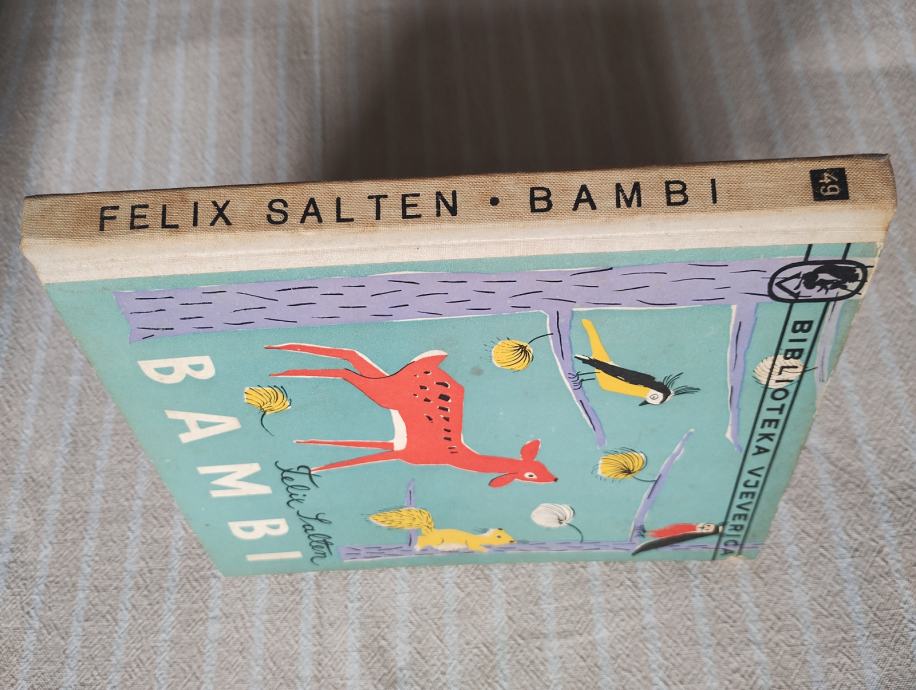 FELIX SALTEN • BAMBI
49
BIBLIOTEKA VJEVERICA
BAMBI
Felix Salten